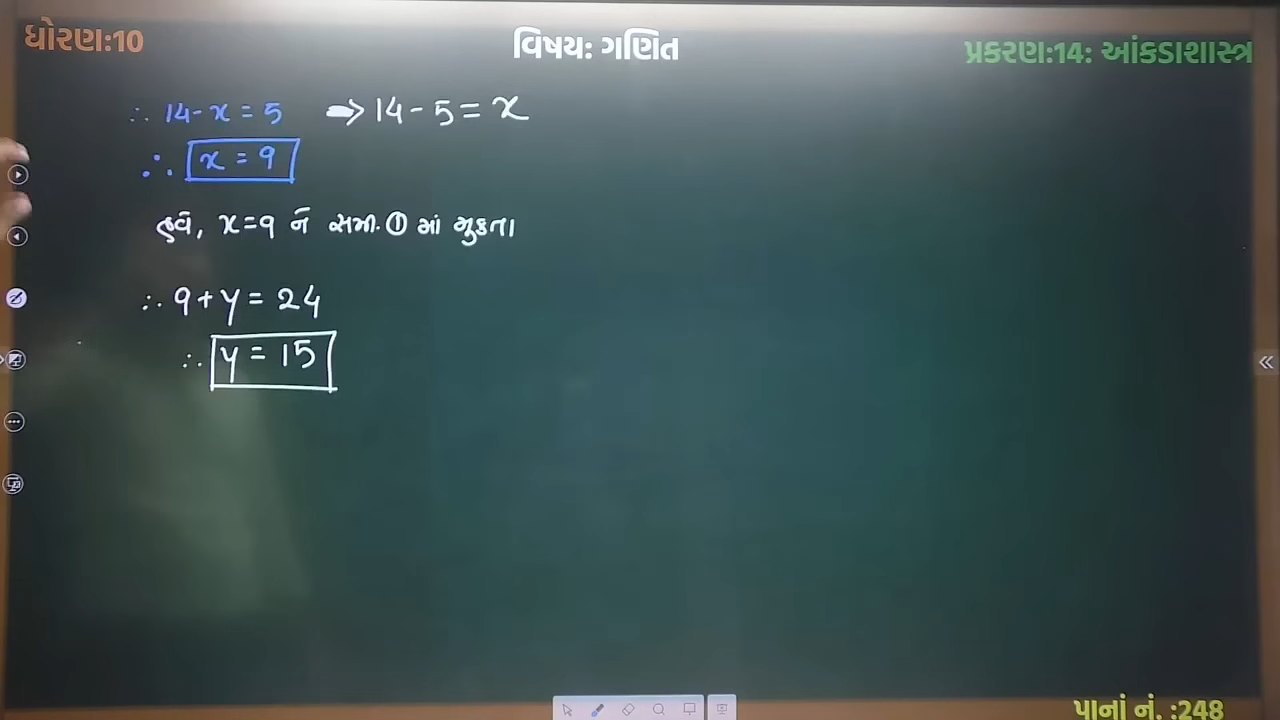 ધોરણ:10
વિષય: ગણિત
પ્રકરણ:14: આંકડાશાસ્ત્ર
∴ 14-x = 5 ⇒ 14-5 = x
∴ x = 9
હવે, x=9 ને સમી. ① માં મુકતા
∴ 9+y = 24
∴ y = 15
પાનાં નં. :248